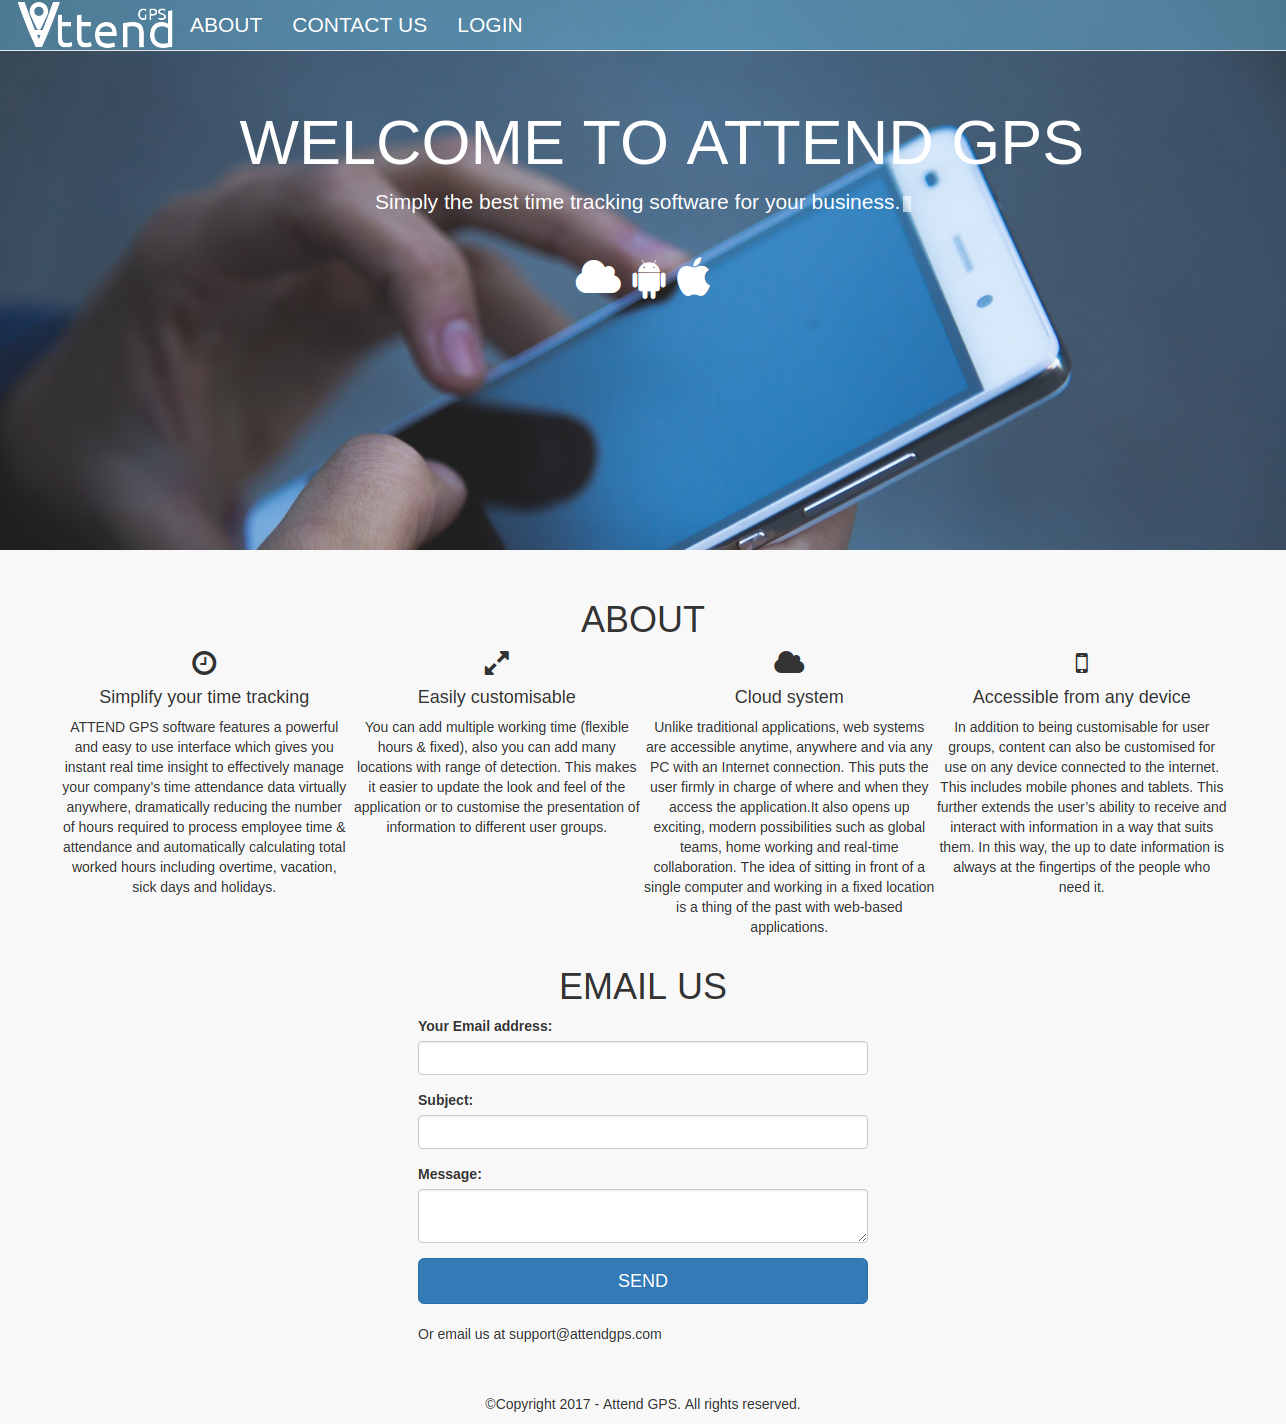 Attend GPS ABOUT CONTACT US LOGIN
WELCOME TO ATTEND GPS
Simply the best time tracking software for your business.
ABOUT
Simplify your time tracking
ATTEND GPS software features a powerful
and easy to use interface which gives you
instant real time insight to effectively manage
your company’s time attendance data virtually
anywhere, dramatically reducing the number
of hours required to process employee time &
attendance and automatically calculating total
worked hours including overtime, vacation,
sick days and holidays.
Easily customisable
You can add multiple working time (flexible
hours & fixed), also you can add many
locations with range of detection. This makes
it easier to update the look and feel of the
application or to customise the presentation of
information to different user groups.
Cloud system
Unlike traditional applications, web systems
are accessible anytime, anywhere and via any
PC with an Internet connection. This puts the
user firmly in charge of where and when they
access the application.It also opens up
exciting, modern possibilities such as global
teams, home working and real-time
collaboration. The idea of sitting in front of a
single computer and working in a fixed location
is a thing of the past with web-based
applications.
Accessible from any device
In addition to being customisable for user
groups, content can also be customised for
use on any device connected to the internet.
This includes mobile phones and tablets. This
further extends the user’s ability to receive and
interact with information in a way that suits
them. In this way, the up to date information is
always at the fingertips of the people who
need it.
EMAIL US
Your Email address:
Subject:
Message:
SEND
Or email us at support@attendgps.com
©Copyright 2017 - Attend GPS. All rights reserved.